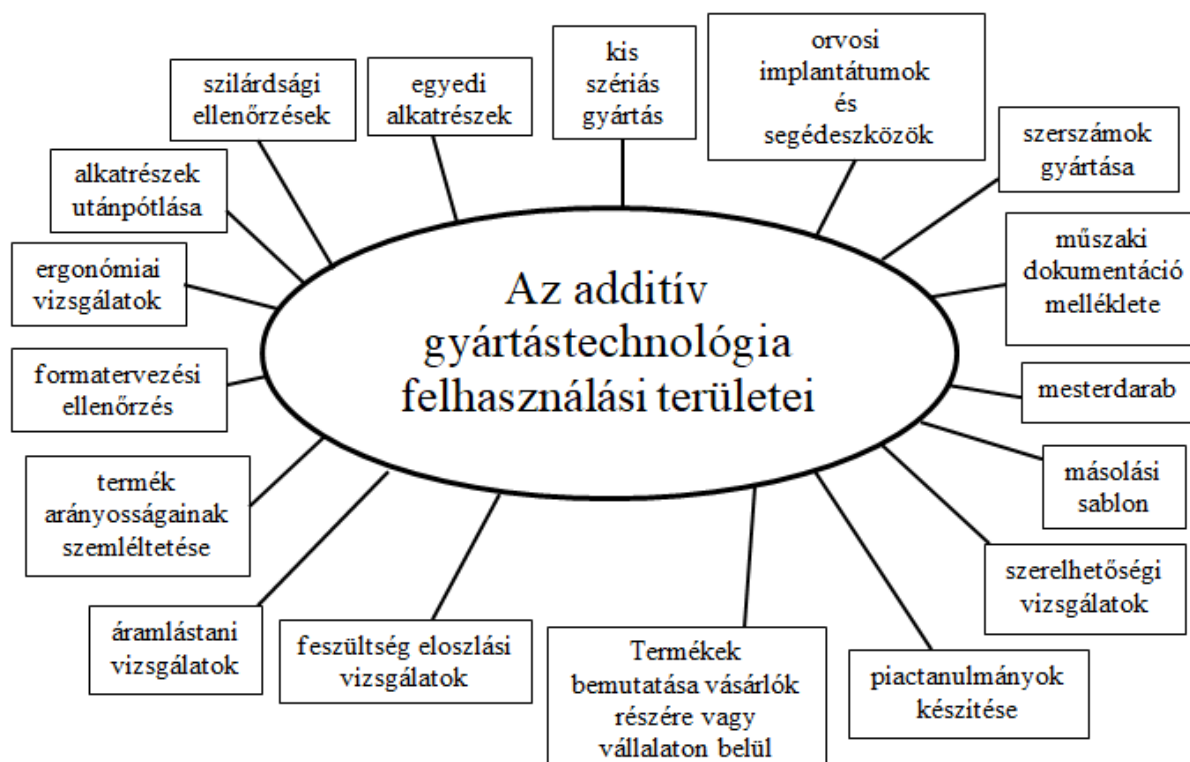 kis
szériás
gyártás
orvosi
implantátumok
és
segédeszközök
egyedi
alkatrészek
szilárdsági
ellenőrzések
szerszámok
gyártása
alkatrészek
utánpótlása
műszaki
dokumentáció
melléklete
ergonómiai
vizsgálatok
Az additív
gyártástechnológia
felhasználási területei
formatervezési
ellenőrzés
mesterdarab
termék
arányosságainak
szemléltetése
másolási
sablon
szerelhetőségi
vizsgálatok
áramlástani
vizsgálatok
feszültség eloszlási
vizsgálatok
Termékek
bemutatása vásárlók
részére vagy
vállalaton belül
piactanulmányok
készitése